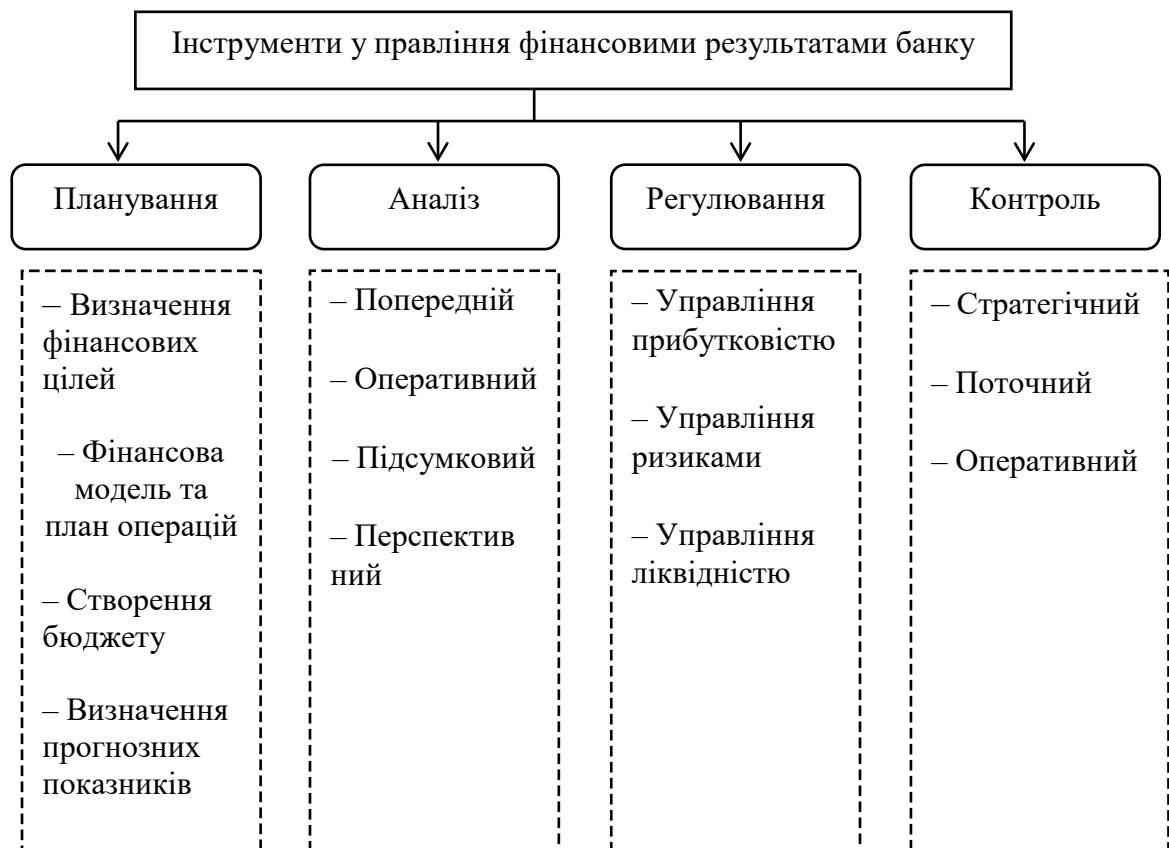 Інструменти у правління фінансовими результатами банку
Планування
Аналіз
Регулювання
Контроль
– Визначення
фінансових
цілей
– Фінансова
модель та
план операцій
– Створення
бюджету
– Визначення
прогнозних
показників
– Попередній
– Оперативний
– Підсумковий
– Перспектив
ний
– Управління
прибутковістю
– Управління
ризиками
– Управління
ліквідністю
– Стратегічний
– Поточний
– Оперативний